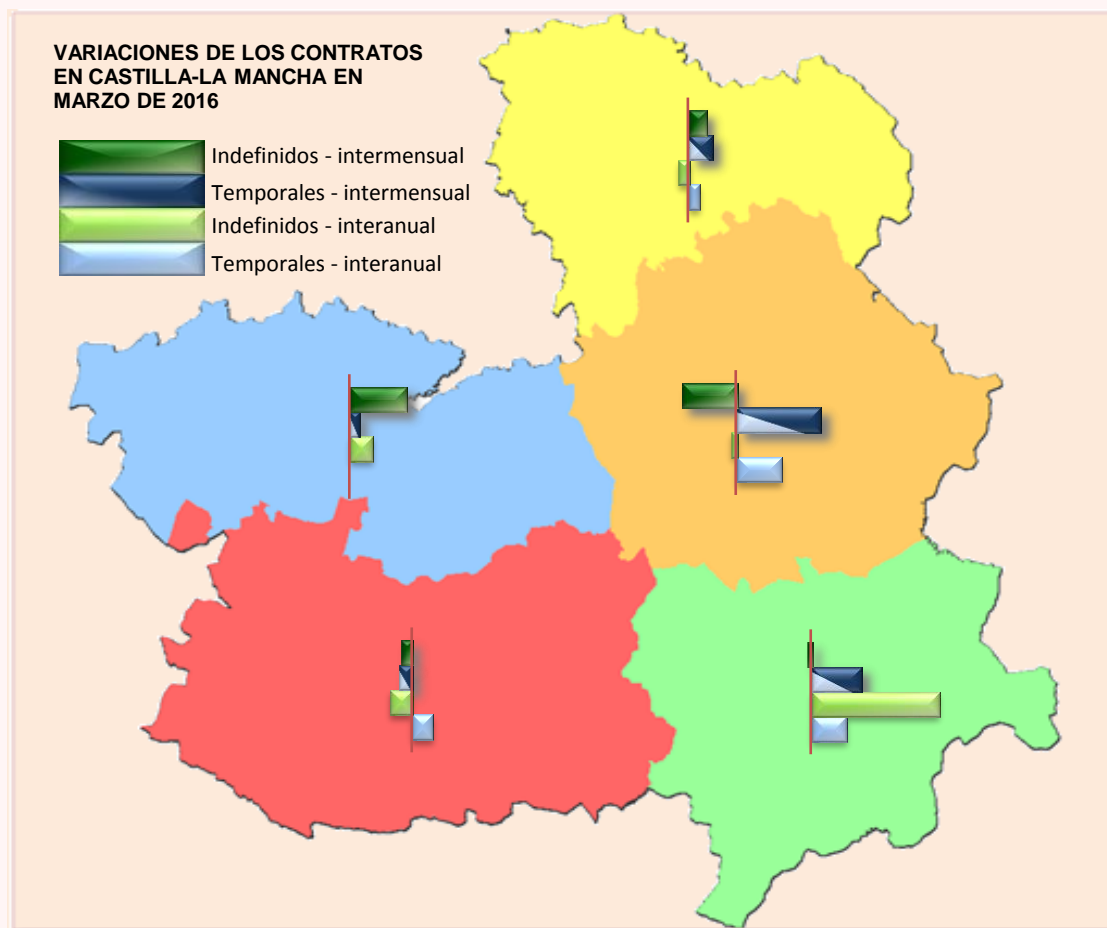 VARIACIONES DE LOS CONTRATOS
EN CASTILLA-LA MANCHA EN
MARZO DE 2016
Indefinidos - intermensual
Temporales - intermensual
Indefinidos - interanual
Temporales - interanual